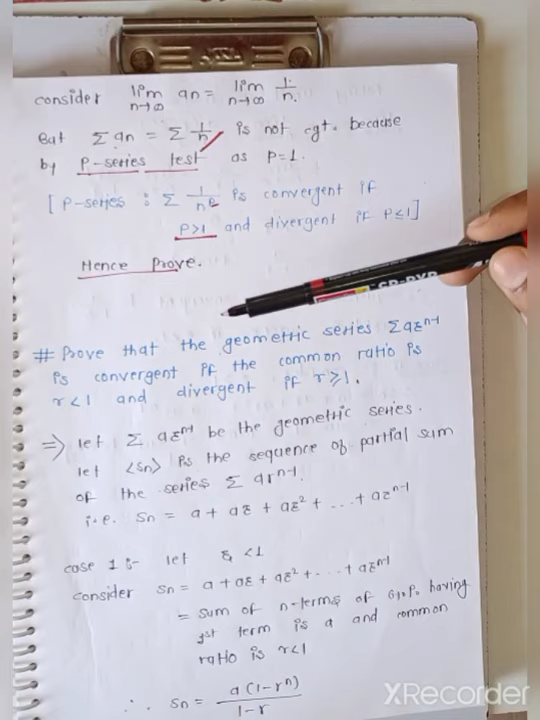 consider lim n→∞ an = lim n→∞ 1/n.
But Σ an = Σ 1/n is not cgt. because
by P-series test as P=1.
[ P-series : Σ 1/n^p is convergent if
P>1 and divergent if P≤1 ]
Hence Prove.
# Prove that the geometric series Σ ar^n-1
is convergent if the common ratio is
r<1 and divergent if r≥1.
⇒ let Σ ar^n-1 be the geometric series.
let <Sn> is the sequence of partial sum
of the series Σ ar^n-1.
i.e. Sn = a + ar + ar² + ... + ar^n-1
case 1 :- let r <1
consider Sn = a + ar + ar² + ... + ar^n-1
= sum of n-terms of G.P. having
1st term is a and common
ratio is r<1
∴ Sn = a(1-r^n) / 1-r
CD-DVD
XRecorder